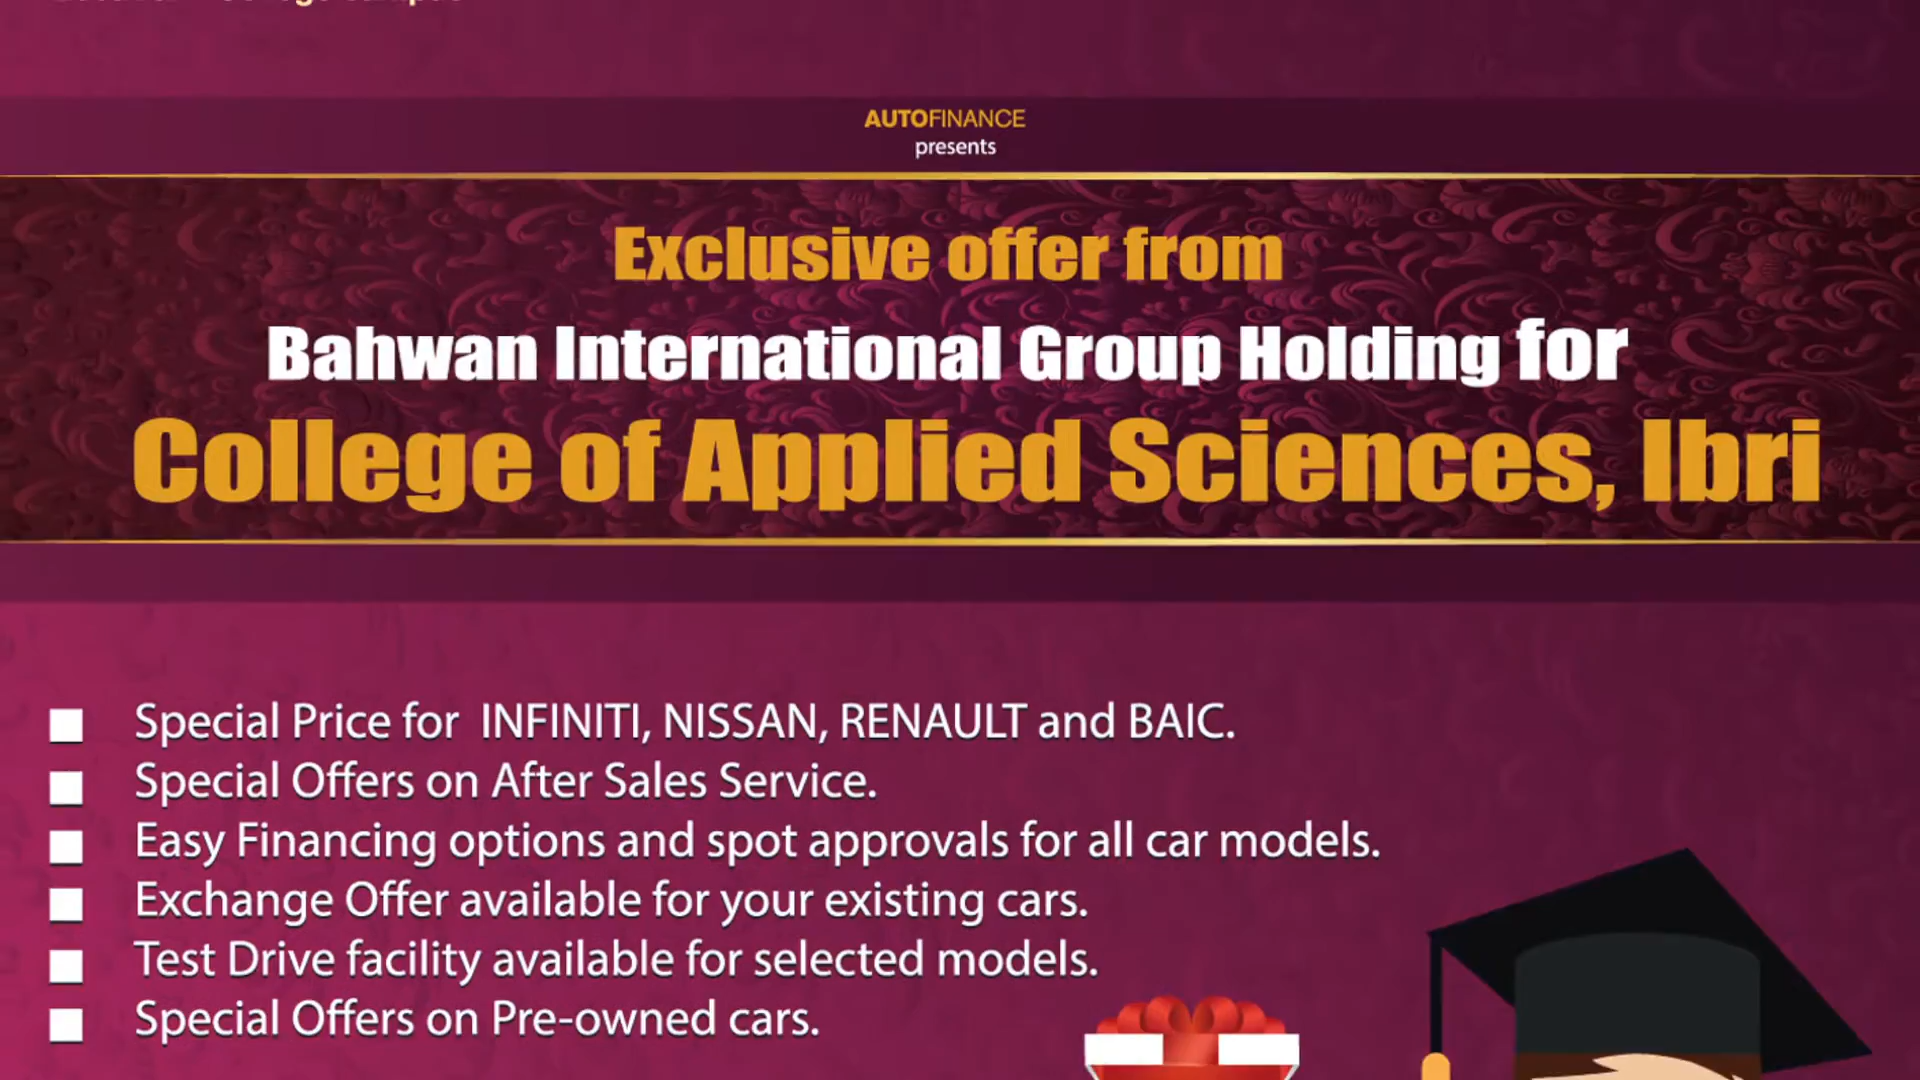 AUTOFINANCE
presents
Exclusive offer from
Bahwan International Group Holding for
College of Applied Sciences, Ibri
Special Price for INFINITI, NISSAN, RENAULT and BAIC.
Special Offers on After Sales Service.
Easy Financing options and spot approvals for all car models.
Exchange Offer available for your existing cars.
Test Drive facility available for selected models.
Special Offers on Pre-owned cars.